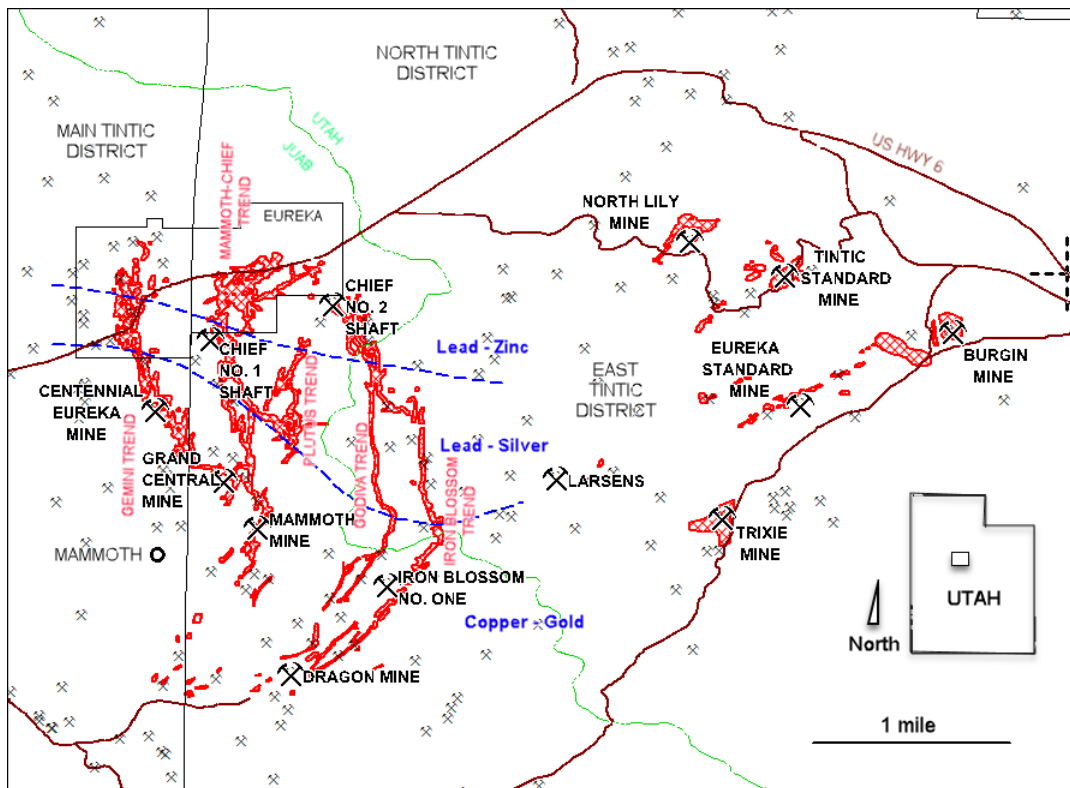 NORTH TINTIC
DISTRICT
MAIN TINTIC
DISTRICT
UTAH
JUAB
US HWY 6
MAMMOTH-CHIEF
TREND
EUREKA
NORTH LILY
MINE
TINTIC
STANDARD
MINE
CHIEF
NO. 2
SHAFT
CHIEF
NO. 1
SHAFT
Lead - Zinc
EUREKA
STANDARD
MINE
BURGIN
MINE
EAST
TINTIC
DISTRICT
CENTENNIAL
EUREKA
MINE
PLUTUS TREND
GEMINI TREND
GODIVA TREND
Lead - Silver
IRON BLOSSOM
TREND
GRAND
CENTRAL
MINE
LARSENS
MAMMOTH
MINE
TRIXIE
MINE
MAMMOTH
IRON BLOSSOM
NO. ONE
Copper - Gold
UTAH
North
DRAGON MINE
1 mile